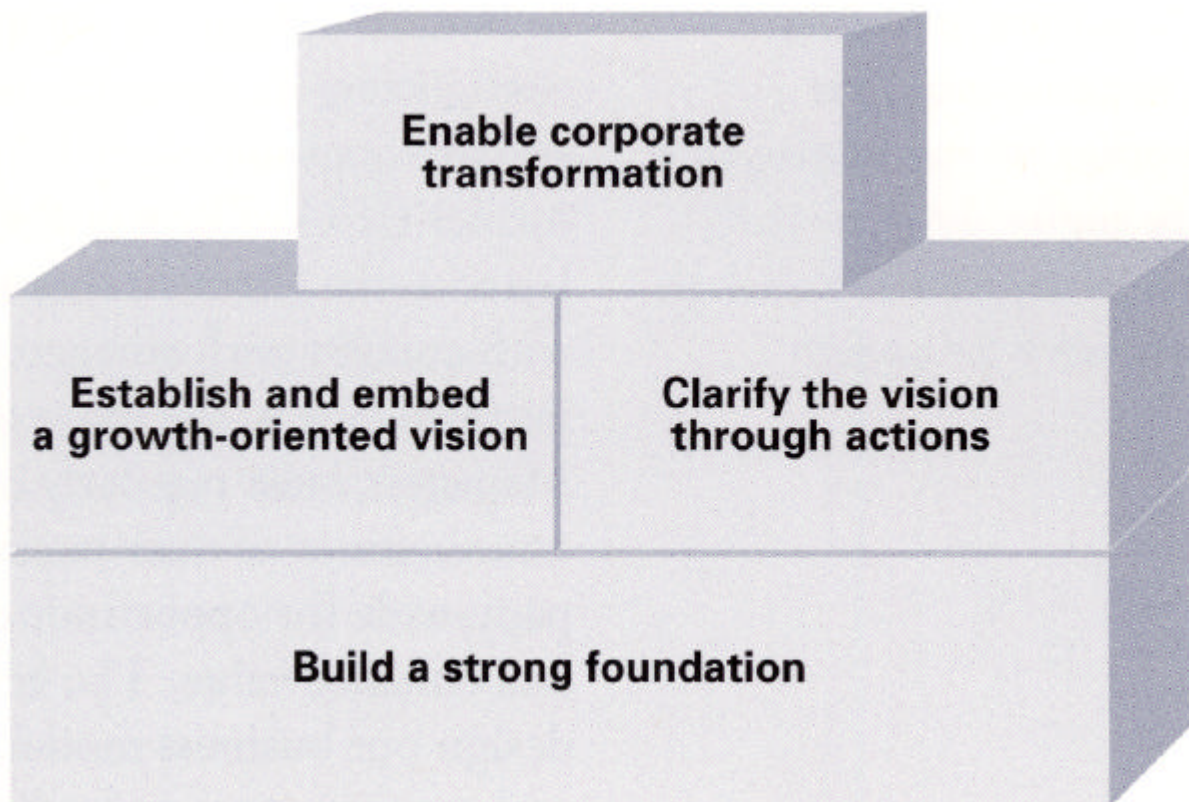 Enable corporate
transformation
Establish and embed
a growth-oriented vision
Clarify the vision
through actions
Build a strong foundation